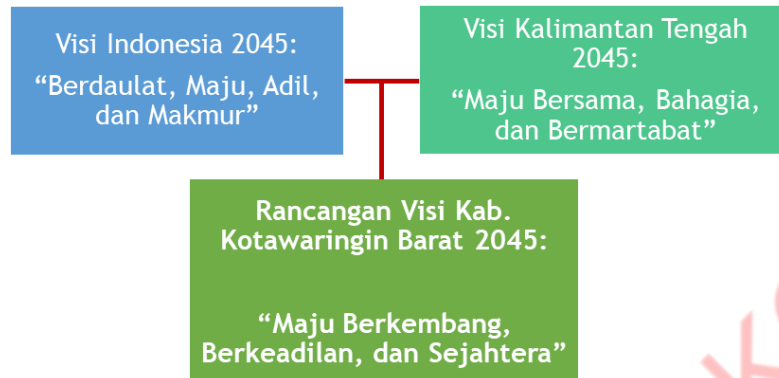 Visi Indonesia 2045:
“Berdaulat, Maju, Adil,
dan Makmur”
Visi Kalimantan Tengah
2045:
“Maju Bersama, Bahagia,
dan Bermartabat”
Rancangan Visi Kab.
Kotawaringin Barat 2045:
“Maju Berkembang,
Berkeadilan, dan Sejahtera”